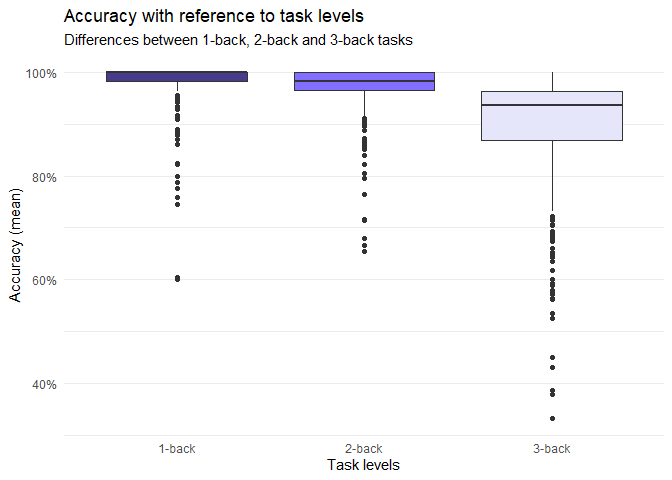 Accuracy with reference to task levels
Differences between 1-back, 2-back and 3-back tasks
100%
80%
60%
40%
Accuracy (mean)
1-back 2-back 3-back
Task levels